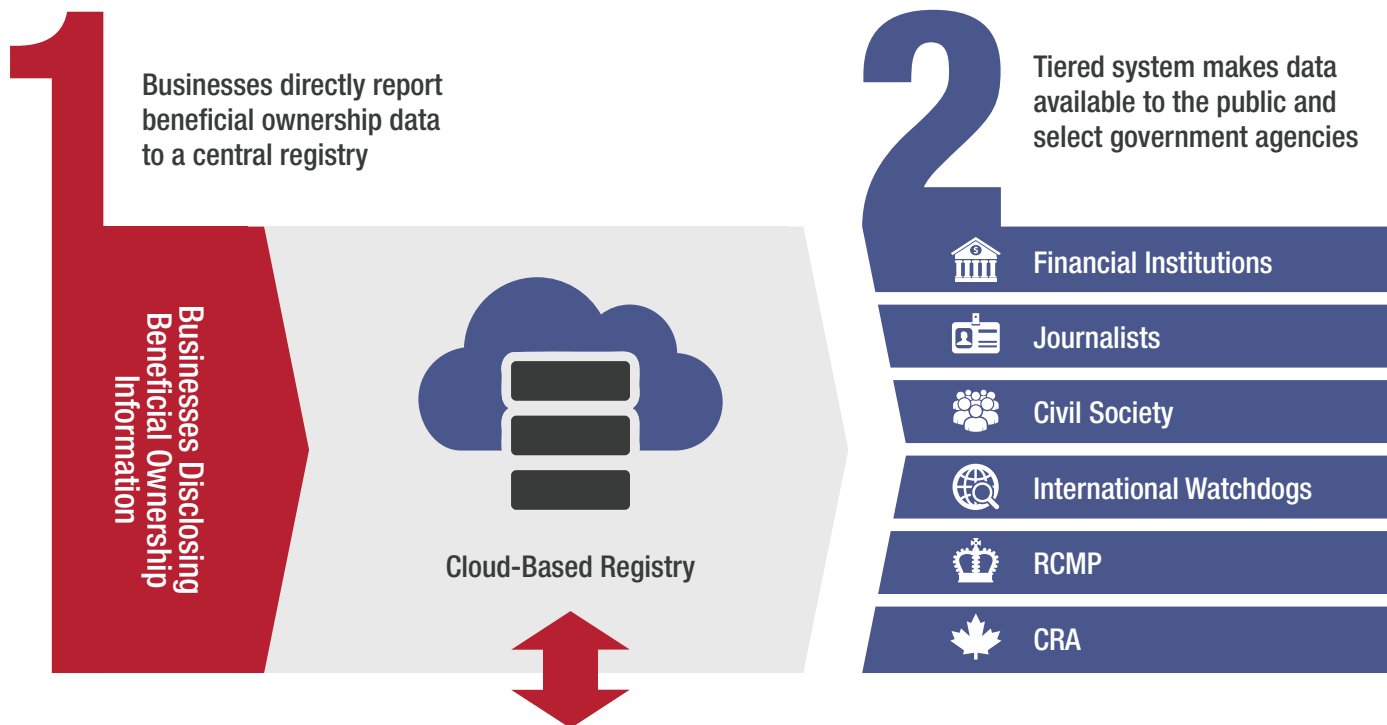 1
Businesses directly report
beneficial ownership data
to a central registry
Businesses Disclosing
Beneficial Ownership
Information
Cloud-Based Registry
2
Tiered system makes data
available to the public and
select government agencies
$
Financial Institutions
Journalists
Civil Society
International Watchdogs
RCMP
CRA